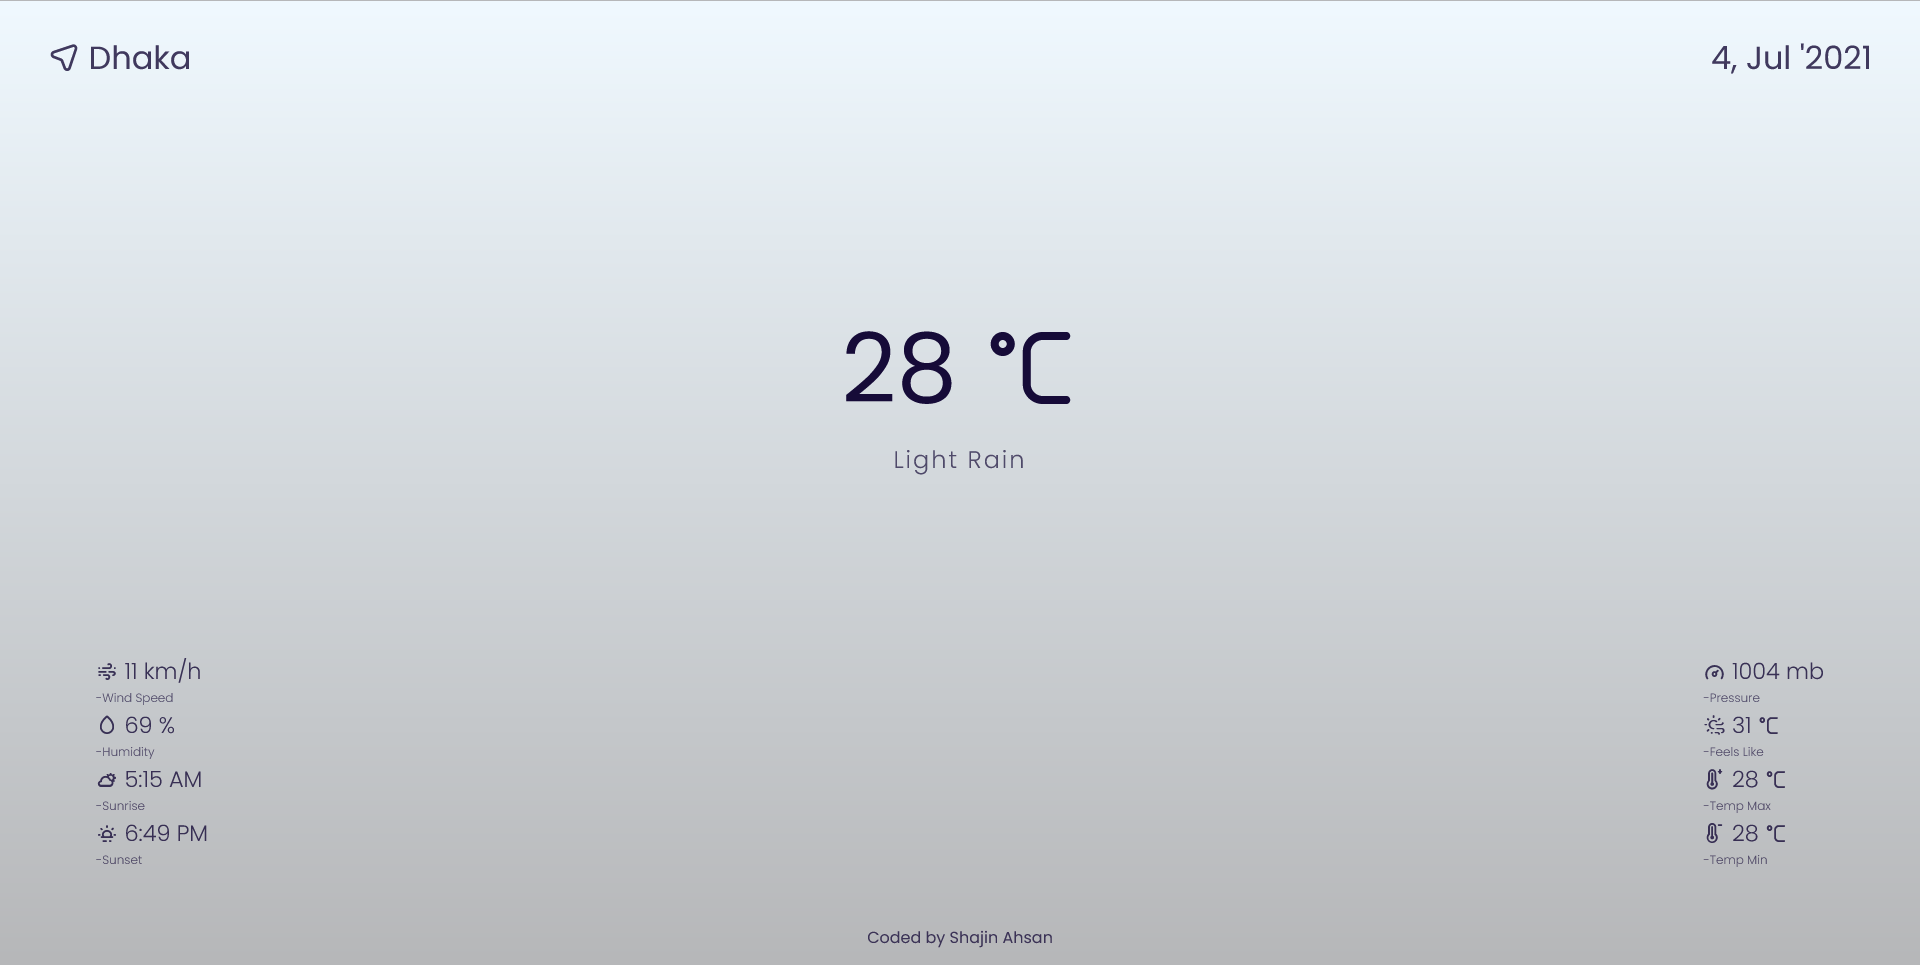 Dhaka
4, Jul '2021
28 °C
Light Rain
11 km/h
-Wind Speed
69 %
-Humidity
5:15 AM
-Sunrise
6:49 PM
-Sunset
1004 mb
-Pressure
31 °C
-Feels Like
28 °C
-Temp Max
28 °C
-Temp Min
Coded by Shajin Ahsan